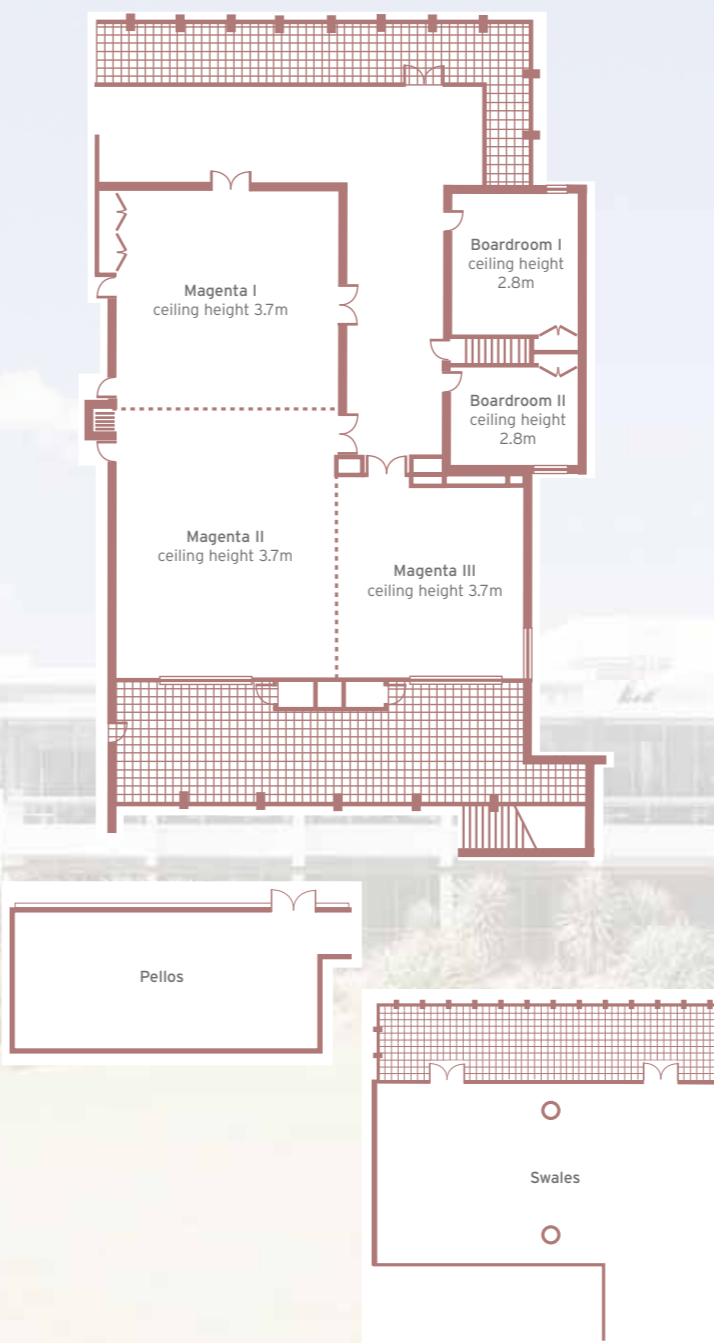 Boardroom I
ceiling height
2.8m
Magenta I
ceiling height 3.7m
Boardroom II
ceiling height
2.8m
Magenta II
ceiling height 3.7m
Magenta III
ceiling height 3.7m
Pellos
Swales